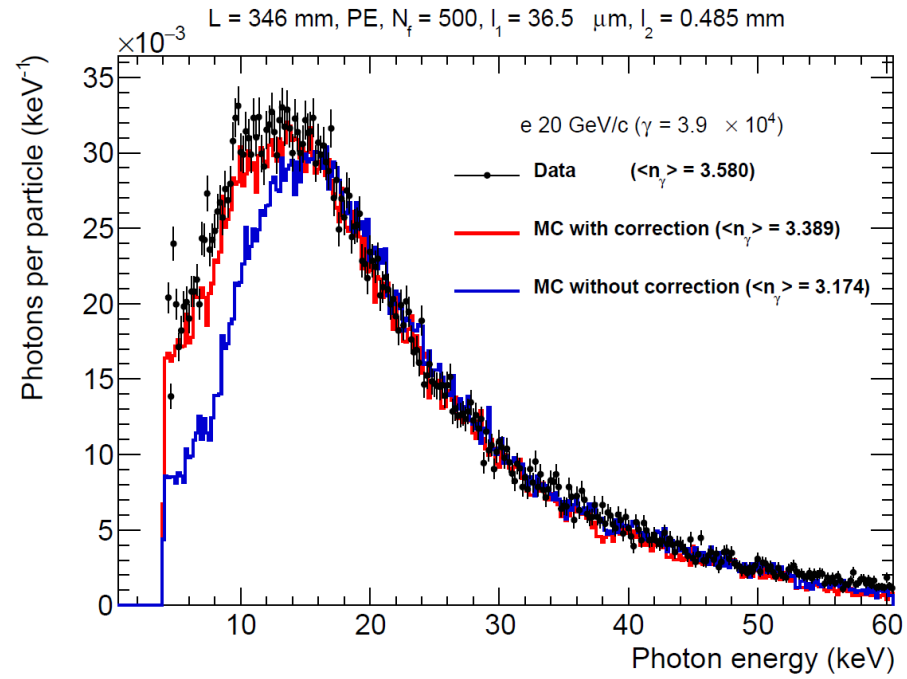 L = 346 mm, PE, N_f = 500, l_1 = 36.5 μm, l_2 = 0.485 mm
×10^-3
Photons per particle (keV^-1)
35
30
25
20
15
10
5
0
e 20 GeV/c (γ = 3.9 × 10^4)
Data (<n_γ> = 3.580)
MC with correction (<n_γ> = 3.389)
MC without correction (<n_γ> = 3.174)
10 20 30 40 50 60
Photon energy (keV)